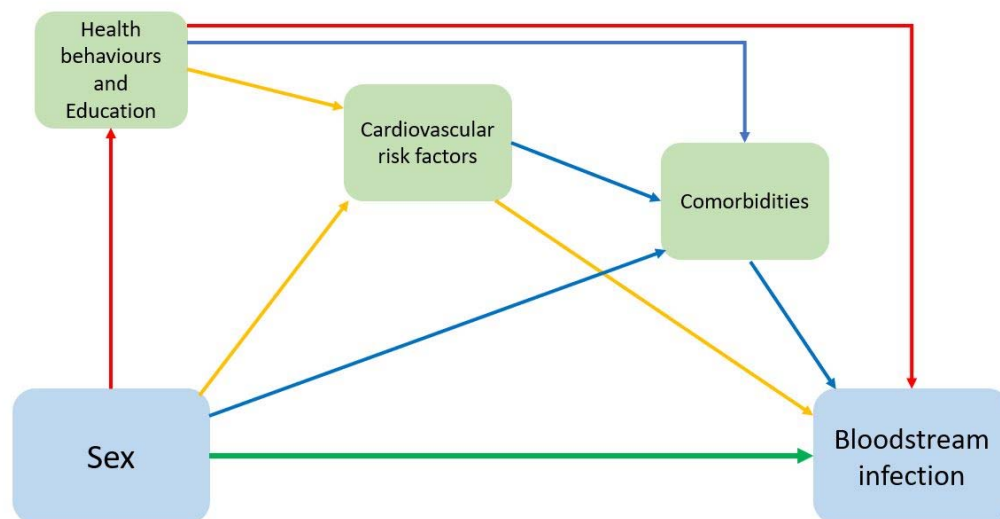 Health
behaviours
and
Education
Cardiovascular
risk factors
Comorbidities
Sex
Bloodstream
infection